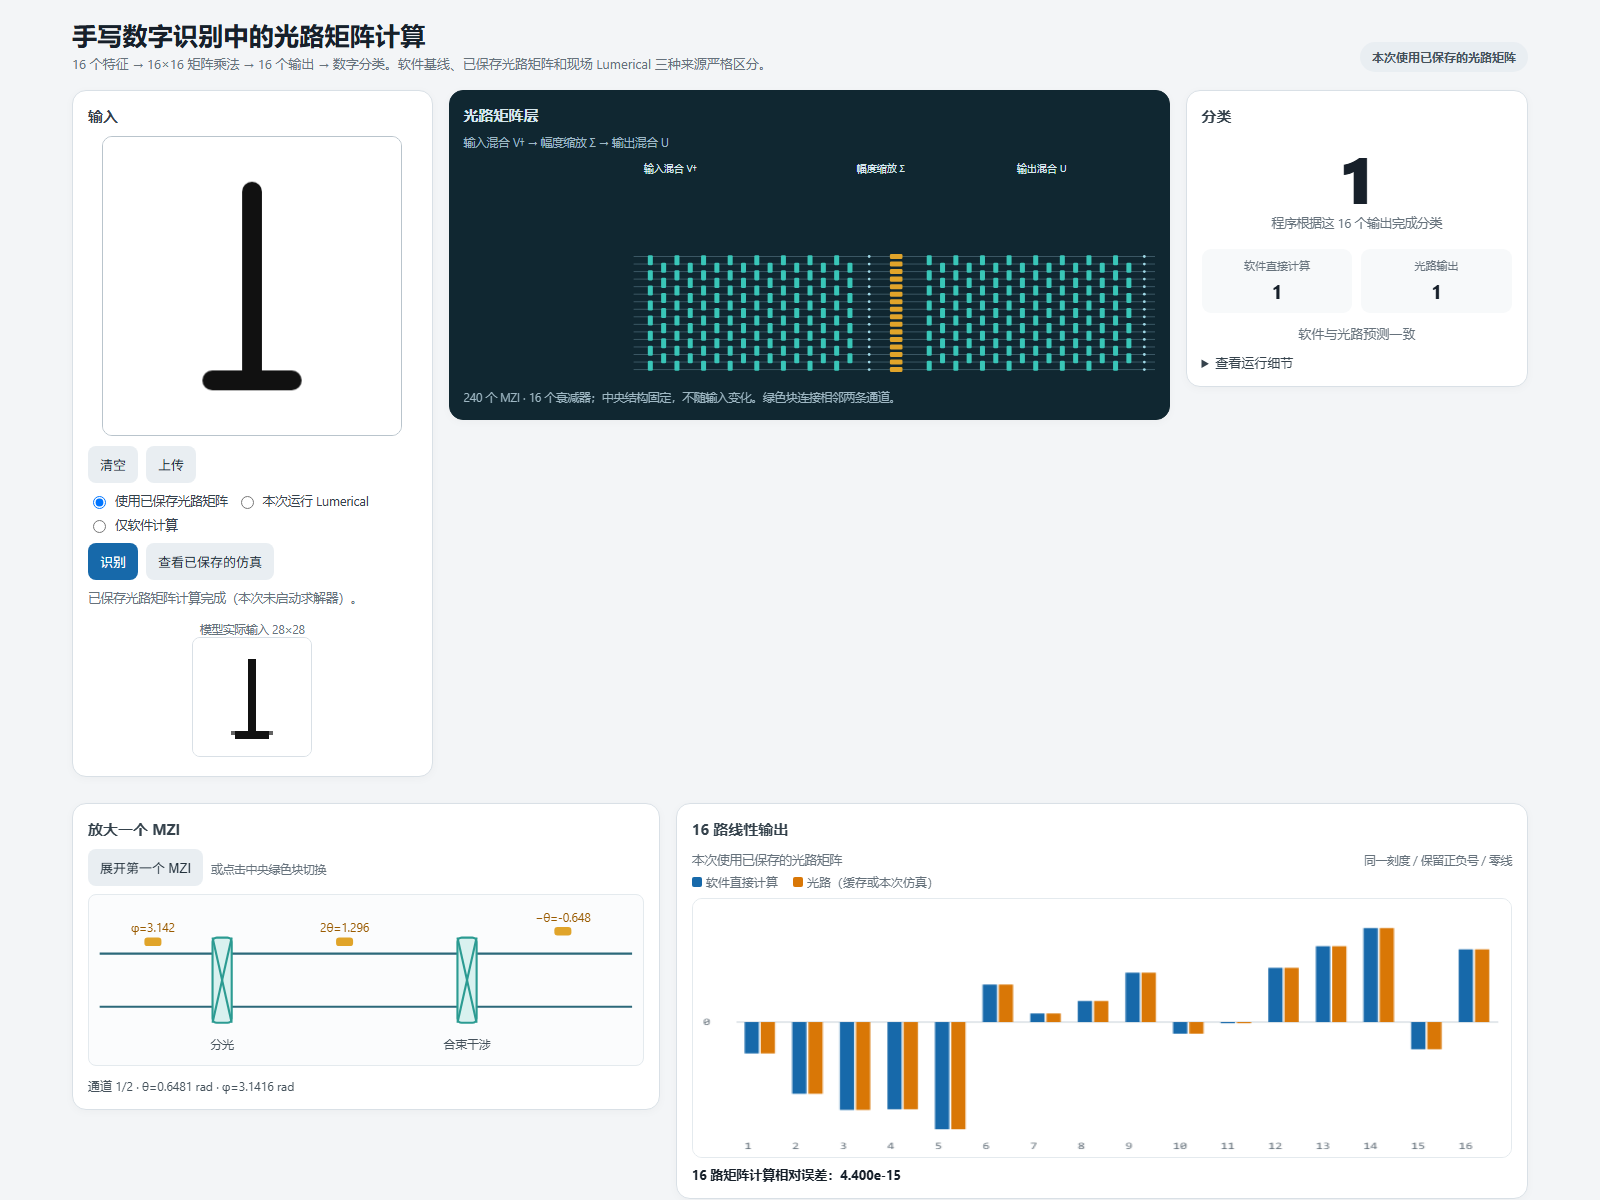 手写数字识别中的光路矩阵计算
16 个特征 → 16×16 矩阵乘法 → 16 个输出 → 数字分类。软件基线、已保存光路矩阵和现场 Lumerical 三种来源严格区分。
本次使用已保存的光路矩阵
输入
清空
上传
使用已保存光路矩阵
本次运行 Lumerical
仅软件计算
识别
查看已保存的仿真
已保存光路矩阵计算完成（本次未启动求解器）。
模型实际输入 28×28
光路矩阵层
输入混合 V† → 幅度缩放 Σ → 输出混合 U
输入混合 V†
幅度缩放 Σ
输出混合 U
240 个 MZI · 16 个衰减器；中央结构固定，不随输入变化。绿色块连接相邻两条通道。
分类
1
程序根据这 16 个输出完成分类
软件直接计算
1
光路输出
1
软件与光路预测一致
▶ 查看运行细节
放大一个 MZI
展开第一个 MZI
或点击中央绿色块切换
φ=3.142
2θ=1.296
−θ=-0.648
分光
合束干涉
通道 1/2 · θ=0.6481 rad · φ=3.1416 rad
16 路线性输出
本次使用已保存的光路矩阵
同一刻度 / 保留正负号 / 零线
软件直接计算
光路（缓存或本次仿真）
0
1 2 3 4 5 6 7 8 9 10 11 12 13 14 15 16
16 路矩阵计算相对误差：4.400e-15